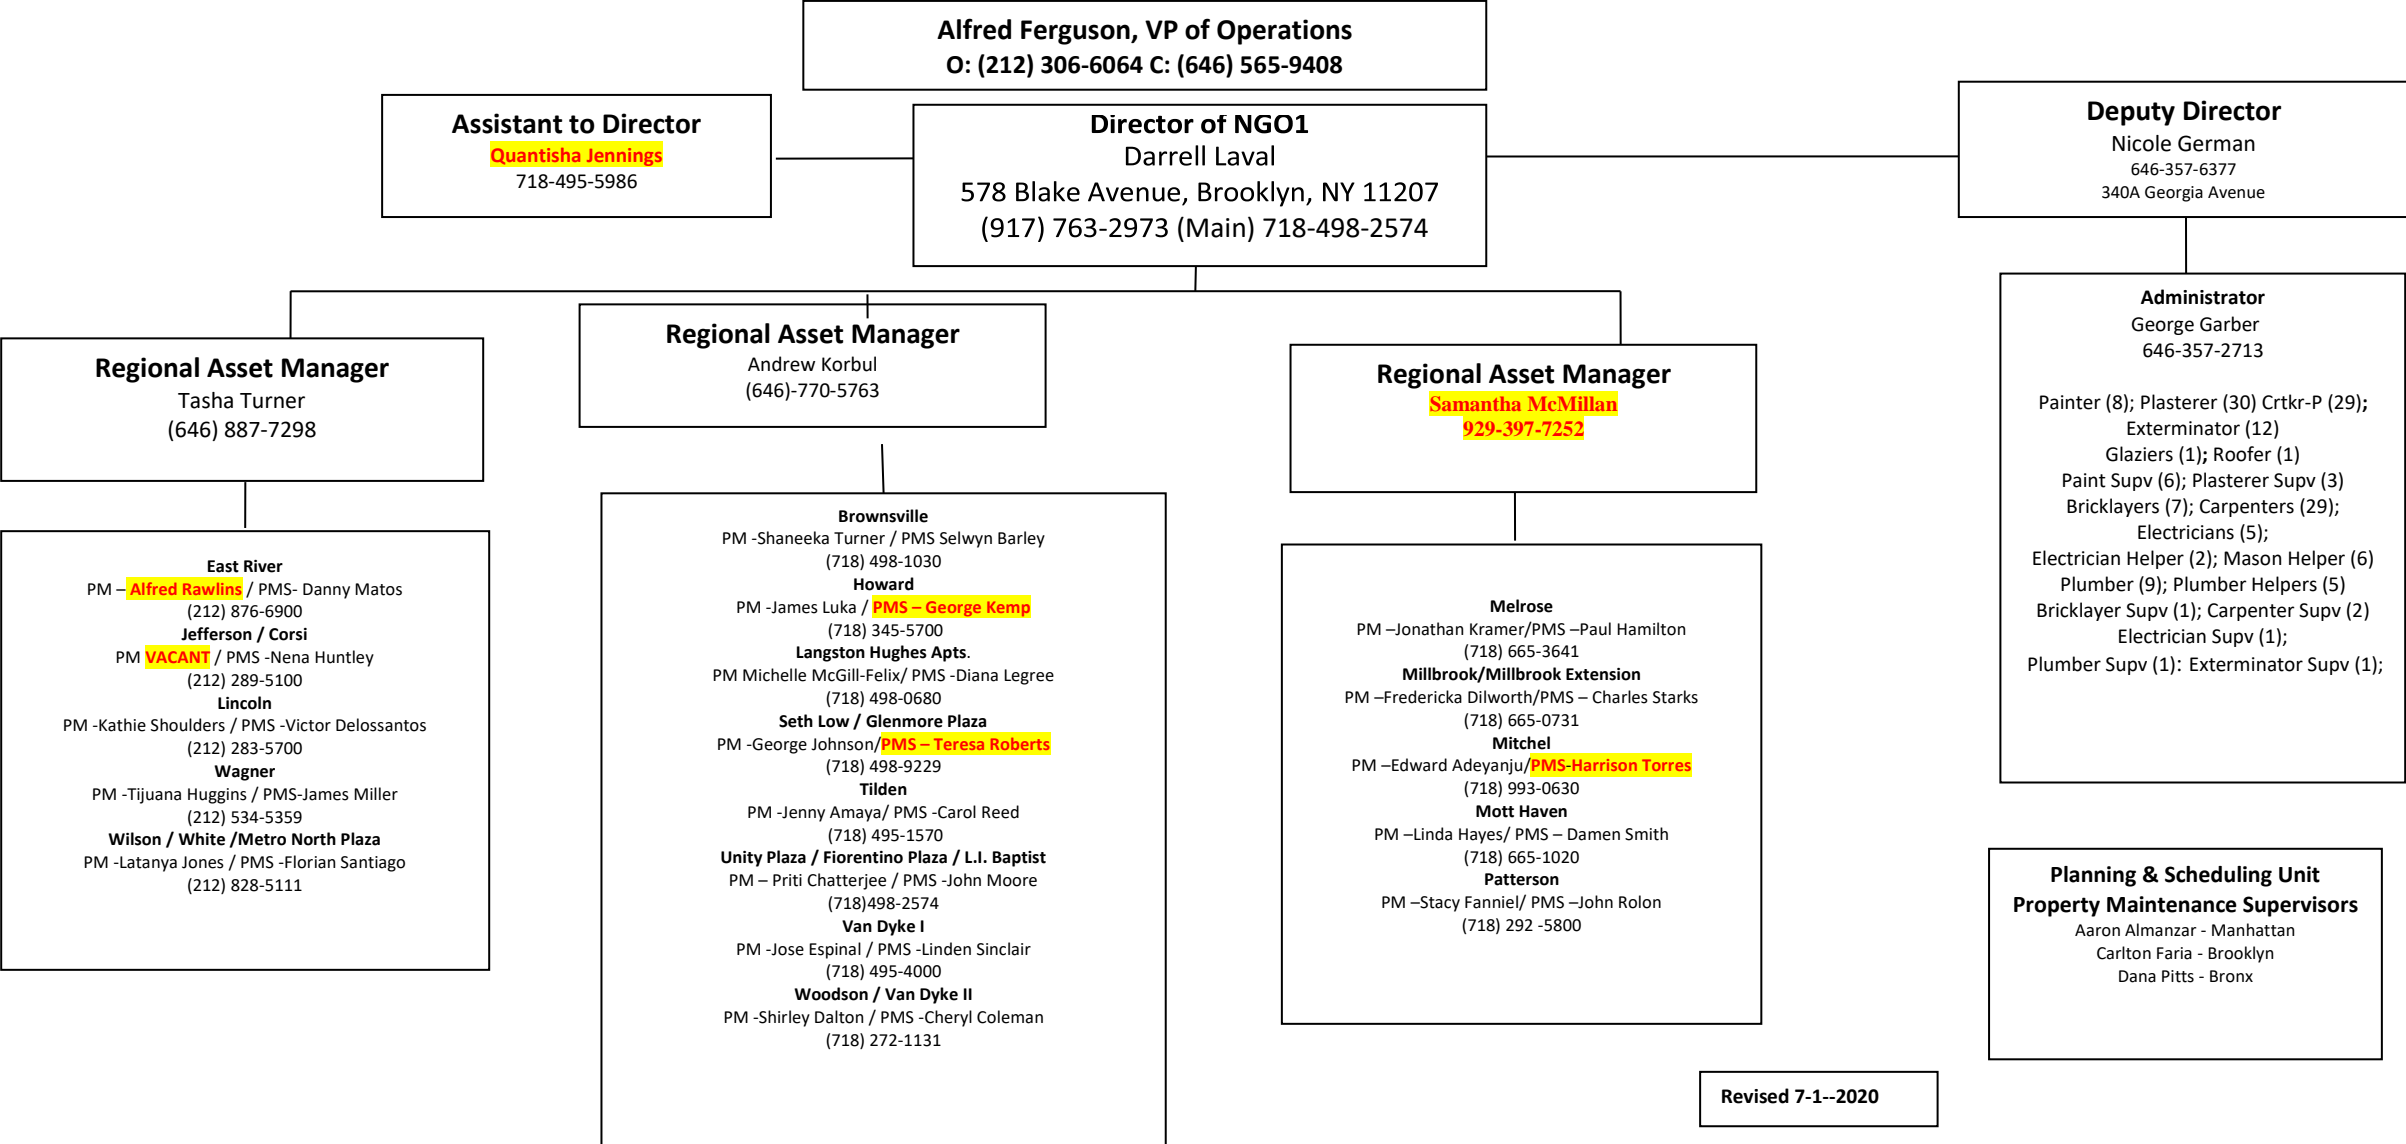 Alfred Ferguson, VP of Operations
O: (212) 306-6064 C: (646) 565-9408
Assistant to Director
Quantisha Jennings
718-495-5986
Director of NGO1
Darrell Laval
578 Blake Avenue, Brooklyn, NY 11207
(917) 763-2973 (Main) 718-498-2574
Deputy Director
Nicole German
646-357-6377
340A Georgia Avenue
Regional Asset Manager
Tasha Turner
(646) 887-7298
Regional Asset Manager
Andrew Korbul
(646)-770-5763
Regional Asset Manager
Samantha McMillan
929-397-7252
Administrator
George Garber
646-357-2713
Painter (8); Plasterer (30) Crtkr-P (29);
Exterminator (12)
Glaziers (1); Roofer (1)
Paint Supv (6); Plasterer Supv (3)
Bricklayers (7); Carpenters (29);
Electricians (5);
Electrician Helper (2); Mason Helper (6)
Plumber (9); Plumber Helpers (5)
Bricklayer Supv (1); Carpenter Supv (2)
Electrician Supv (1);
Plumber Supv (1): Exterminator Supv (1);
East River
PM – Alfred Rawlins / PMS- Danny Matos
(212) 876-6900
Jefferson / Corsi
PM VACANT / PMS -Nena Huntley
(212) 289-5100
Lincoln
PM -Kathie Shoulders / PMS -Victor Delossantos
(212) 283-5700
Wagner
PM -Tijuana Huggins / PMS-James Miller
(212) 534-5359
Wilson / White /Metro North Plaza
PM -Latanya Jones / PMS -Florian Santiago
(212) 828-5111
Brownsville
PM -Shaneeka Turner / PMS Selwyn Barley
(718) 498-1030
Howard
PM -James Luka / PMS – George Kemp
(718) 345-5700
Langston Hughes Apts.
PM Michelle McGill-Felix/ PMS -Diana Legree
(718) 498-0680
Seth Low / Glenmore Plaza
PM -George Johnson/PMS – Teresa Roberts
(718) 498-9229
Tilden
PM -Jenny Amaya/ PMS -Carol Reed
(718) 495-1570
Unity Plaza / Fiorentino Plaza / L.I. Baptist
PM – Priti Chatterjee / PMS -John Moore
(718)498-2574
Van Dyke I
PM -Jose Espinal / PMS -Linden Sinclair
(718) 495-4000
Woodson / Van Dyke II
PM -Shirley Dalton / PMS -Cheryl Coleman
(718) 272-1131
Melrose
PM –Jonathan Kramer/PMS –Paul Hamilton
(718) 665-3641
Millbrook/Millbrook Extension
PM –Fredericka Dilworth/PMS – Charles Starks
(718) 665-0731
Mitchel
PM –Edward Adeyanju/PMS-Harrison Torres
(718) 993-0630
Mott Haven
PM –Linda Hayes/ PMS – Damen Smith
(718) 665-1020
Patterson
PM –Stacy Fanniel/ PMS –John Rolon
(718) 292 -5800
Planning & Scheduling Unit
Property Maintenance Supervisors
Aaron Almanzar - Manhattan
Carlton Faria - Brooklyn
Dana Pitts - Bronx
Revised 7-1--2020